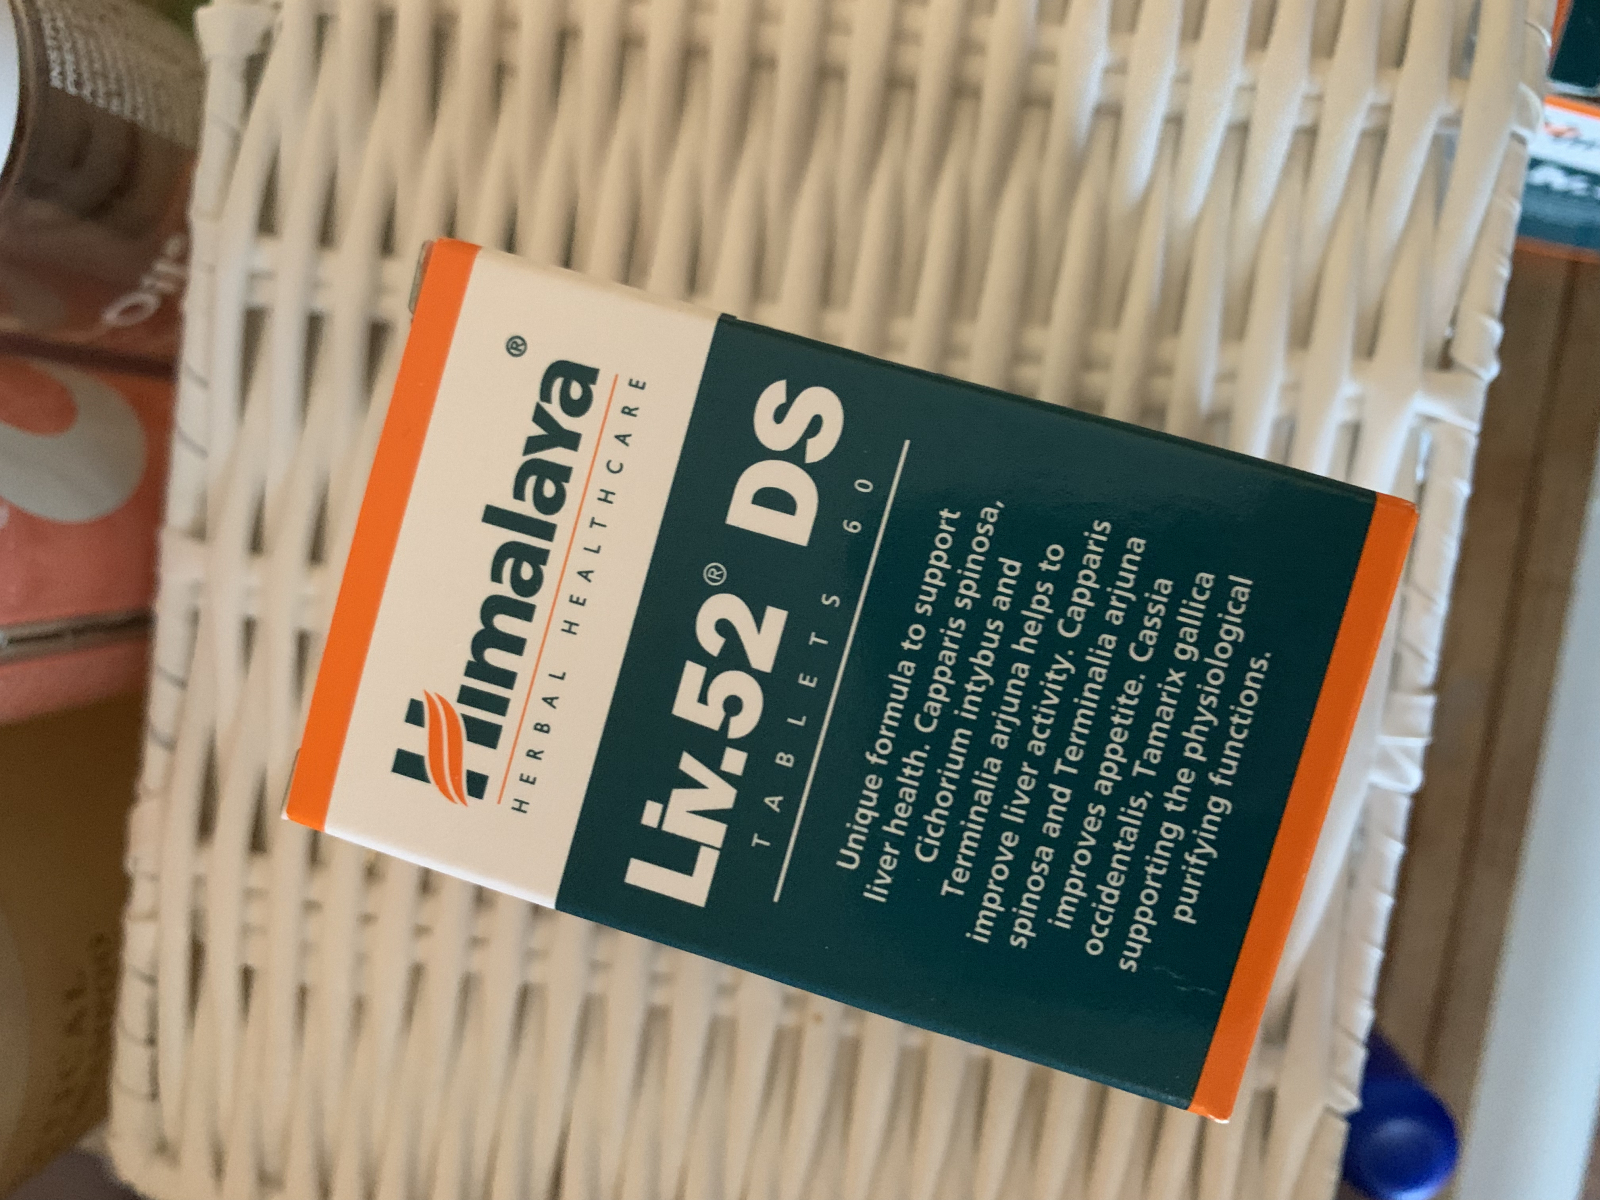 Himalaya®
HERBAL HEALTHCARE
Liv.52® DS
TABLETS 60
Unique formula to support
liver health. Capparis spinosa,
Cichorium intybus and
Terminalia arjuna helps to
improve liver activity. Capparis
spinosa and Terminalia arjuna
improves appetite. Cassia
occidentalis, Tamarix gallica
supporting the physiological
purifying functions.
Oils